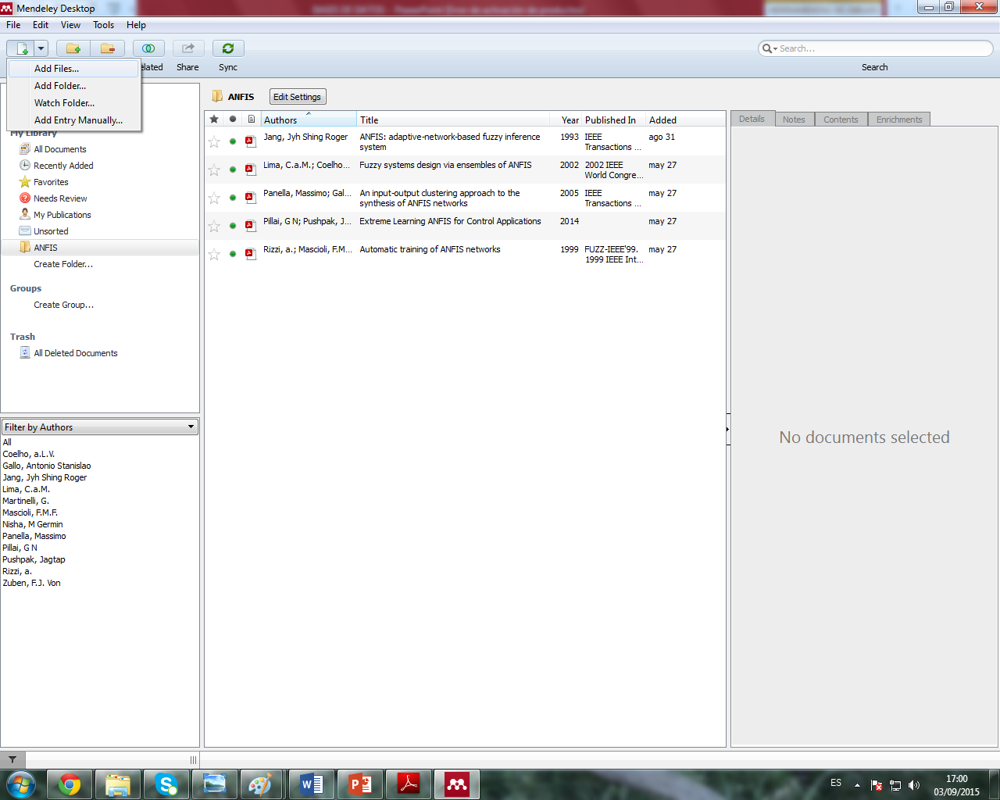 Mendeley Desktop
File Edit View Tools Help
Search...
elated Share Sync Search
Add Files...
Add Folder...
Watch Folder...
Add Entry Manually...
My Library
All Documents
Recently Added
Favorites
Needs Review
My Publications
Unsorted
ANFIS
Create Folder...
Groups
Create Group...
Trash
All Deleted Documents
Filter by Authors
All
Coelho, a.L.V.
Gallo, Antonio Stanislao
Jang, Jyh Shing Roger
Lima, C.a.M.
Martinelli, G.
Mascioli, F.M.F.
Nisha, M Germin
Panella, Massimo
Pillai, G N
Pushpak, Jagtap
Rizzi, a.
Zuben, F.J. Von
ANFIS Edit Settings
Authors Title Year Published In Added
Jang, Jyh Shing Roger ANFIS: adaptive-network-based fuzzy inference 1993 IEEE ago 31
system Transactions ...
Lima, C.a.M.; Coelho... Fuzzy systems design via ensembles of ANFIS 2002 2002 IEEE may 27
World Congre...
Panella, Massimo; Gal... An input-output clustering approach to the 2005 IEEE may 27
synthesis of ANFIS networks Transactions ...
Pillai, G N; Pushpak, J... Extreme Learning ANFIS for Control Applications 2014 may 27
Rizzi, a.; Mascioli, F.M... Automatic training of ANFIS networks 1999 FUZZ-IEEE'99. may 27
1999 IEEE Int...
Details Notes Contents Enrichments
No documents selected
ES
17:00
03/09/2015